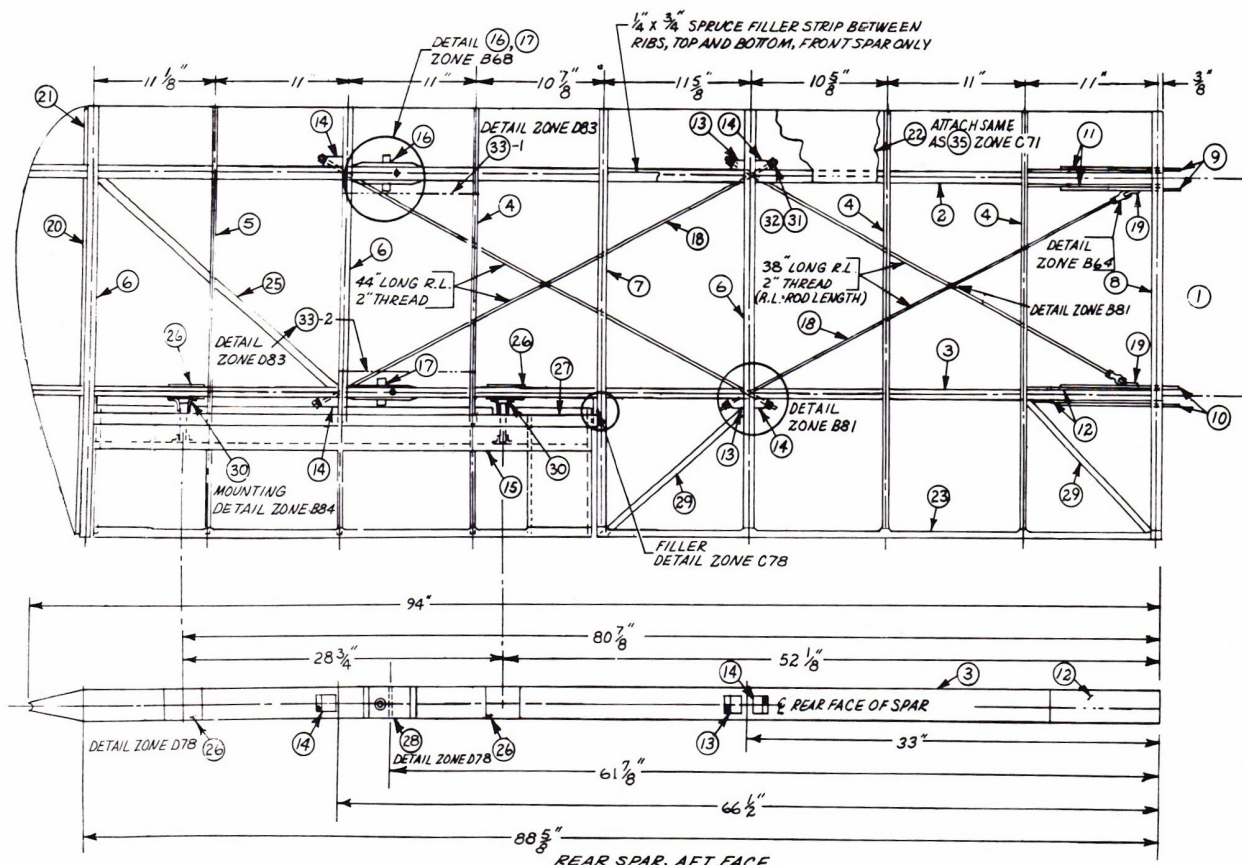 1/4" X 3/4" SPRUCE FILLER STRIP BETWEEN
RIBS, TOP AND BOTTOM, FRONT SPAR ONLY
DETAIL 16, 17
ZONE B68
11 1/8" 11 11" 10 7/8" 11 5/8" 10 5/8" 11" 11" 3/8"
21
14
16
DETAIL ZONE D83
33-1
13
14
22
ATTACH SAME
AS 35 ZONE C71
11
9
20
5
4
18
32
31
4
2
4
19
DETAIL
ZONE B64
6
25
6
44" LONG R.L.
2" THREAD
7
6
38" LONG R.L.
2" THREAD
(R.L.=ROD LENGTH)
8
1
DETAIL ZONE B81
33-2
DETAIL
ZONE D83
18
26
17
26
27
3
19
10
DETAIL
ZONE B81
12
30
14
15
30
13
14
29
23
29
MOUNTING
DETAIL ZONE B84
FILLER
DETAIL ZONE C78
94"
80 7/8"
28 3/4"
52 1/8"
14
3
12
℄ REAR FACE OF SPAR
DETAIL ZONE D78
26
14
28
DETAIL ZONE D78
26
13
33"
61 7/8"
66 1/2"
88 5/8"
REAR SPAR, AFT FACE